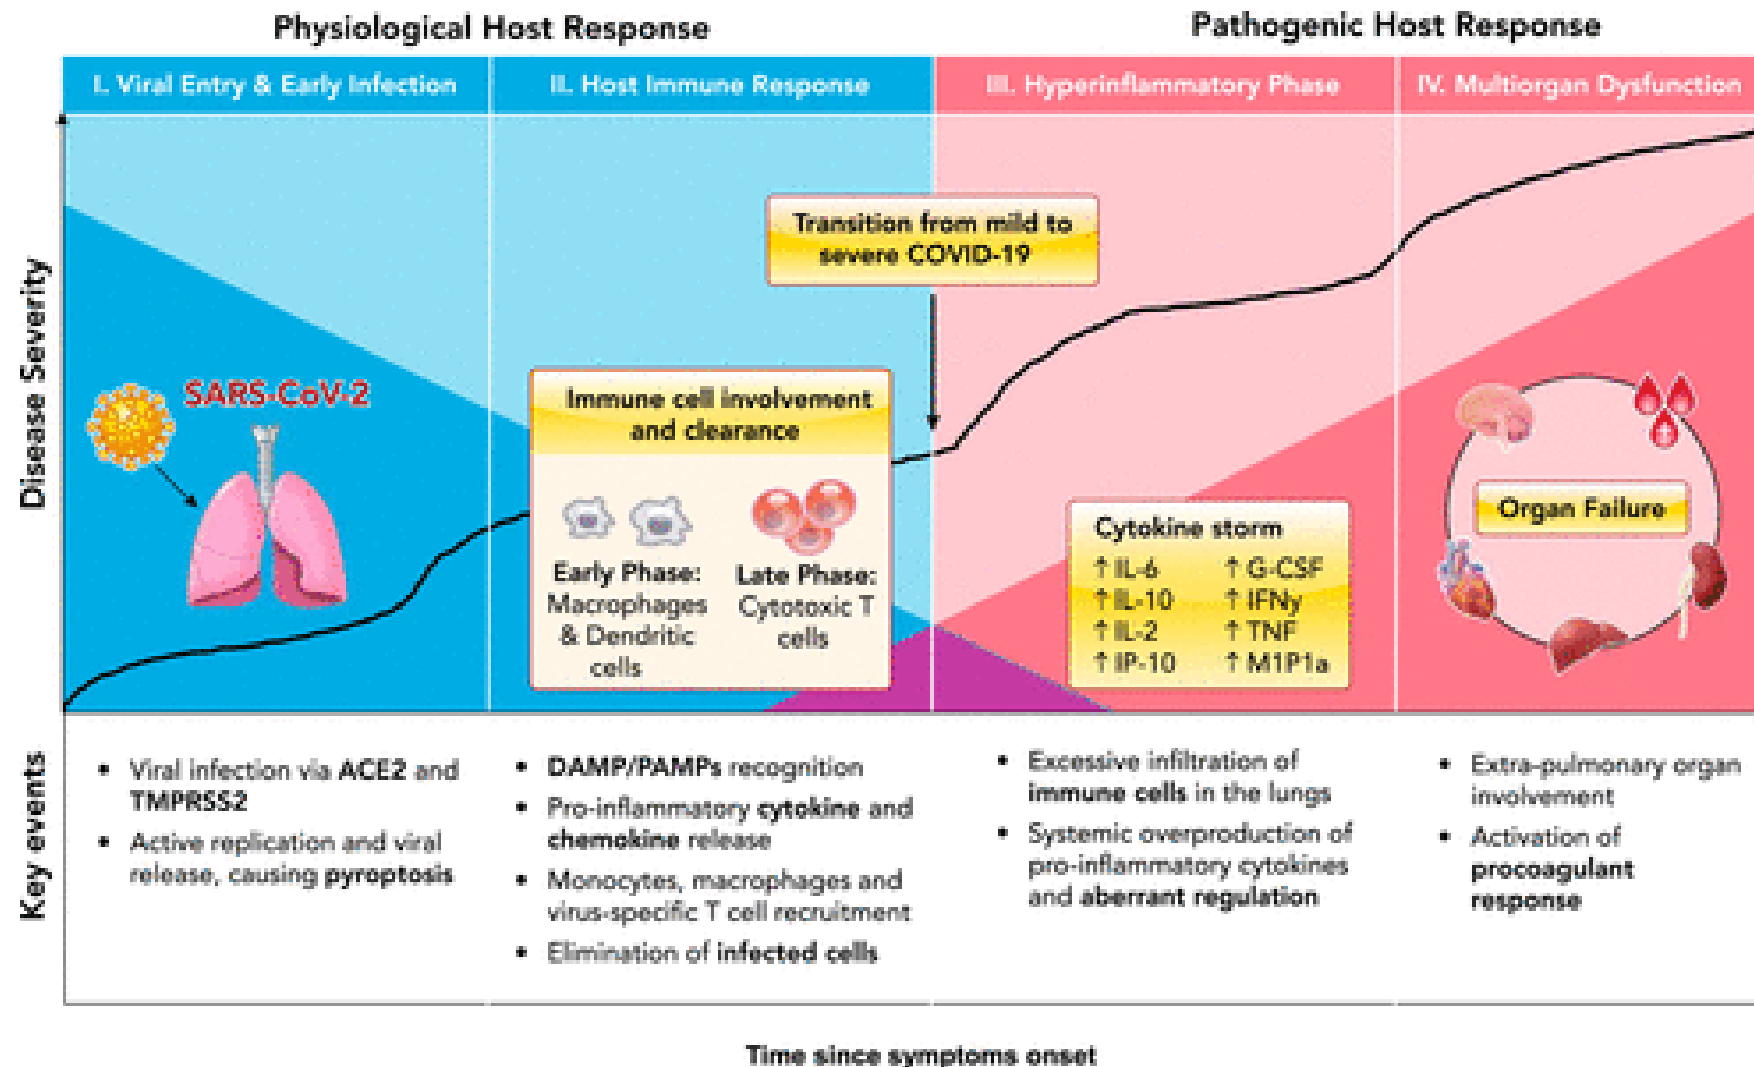 Physiological Host Response
Pathogenic Host Response
I. Viral Entry & Early Infection
II. Host Immune Response
III. Hyperinflammatory Phase
IV. Multiorgan Dysfunction
Disease Severity
SARS-CoV-2
Transition from mild to
severe COVID-19
Immune cell involvement
and clearance
Early Phase:
Macrophages
& Dendritic
cells
Late Phase:
Cytotoxic T
cells
Cytokine storm
↑ IL-6
↑ IL-10
↑ IL-2
↑ IP-10
↑ G-CSF
↑ IFNy
↑ TNF
↑ M1P1a
Organ Failure
Key events
• Viral infection via ACE2 and
TMPRSS2
• Active replication and viral
release, causing pyroptosis
• DAMP/PAMPs recognition
• Pro-inflammatory cytokine and
chemokine release
• Monocytes, macrophages and
virus-specific T cell recruitment
• Elimination of infected cells
• Excessive infiltration of
immune cells in the lungs
• Systemic overproduction of
pro-inflammatory cytokines
and aberrant regulation
• Extra-pulmonary organ
involvement
• Activation of
procoagulant
response
Time since symptoms onset